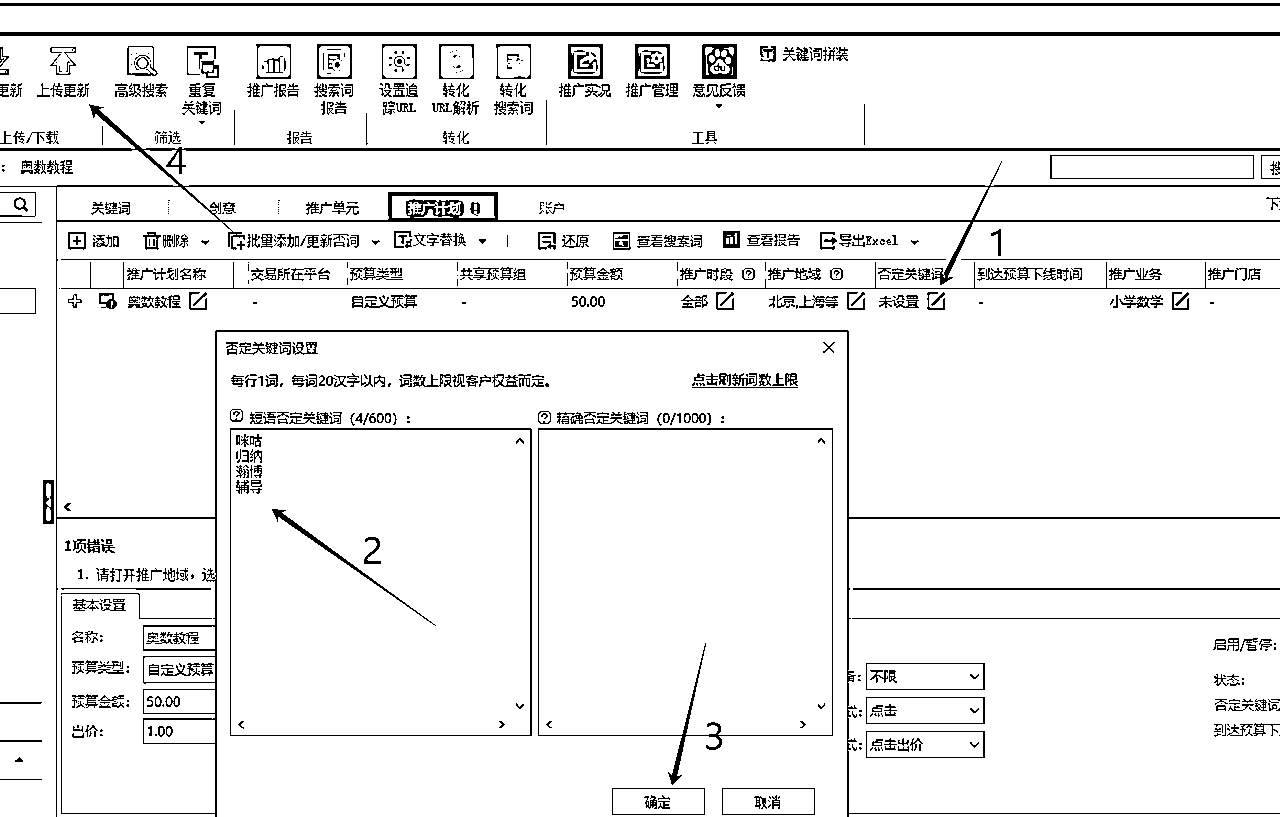 更新 上传更新 高级搜索 重复关键词 推广报告 搜索词报告 设置追踪URL 转化URL解析 转化搜索词 推广实况 推广管理 意见反馈 关键词拼装
上传/下载 筛选 报告 转化 工具
4
: 奥数教程
关键词 创意 推广单元 推广计划 账户
添加 删除 批量添加/更新否词 文字替换 还原 查看搜索词 查看报告 导出Excel
1
推广计划名称 交易所在平台 预算类型 共享预算组 预算金额 推广时段 推广地域 否定关键词 到达预算下线时间 推广业务 推广门店
奥数教程 - 自定义预算 - 50.00 全部 北京,上海等 未设置 - 小学数学 -
否定关键词设置
每行1词，每词20汉字以内，词数上限视客户权益而定。 点击刷新词数上限
短语否定关键词（4/600）： 精确否定关键词（0/1000）：
咪咕
归纳
瀚博
辅导
2
3
确定 取消
1项错误
1. 请打开推广地域，选
基本设置
名称: 奥数教程
预算类型: 自定义预算
预算金额: 50.00
出价: 1.00
不限
式: 点击
式: 点击出价
启用/暂停:
状态:
否定关键词
到达预算下